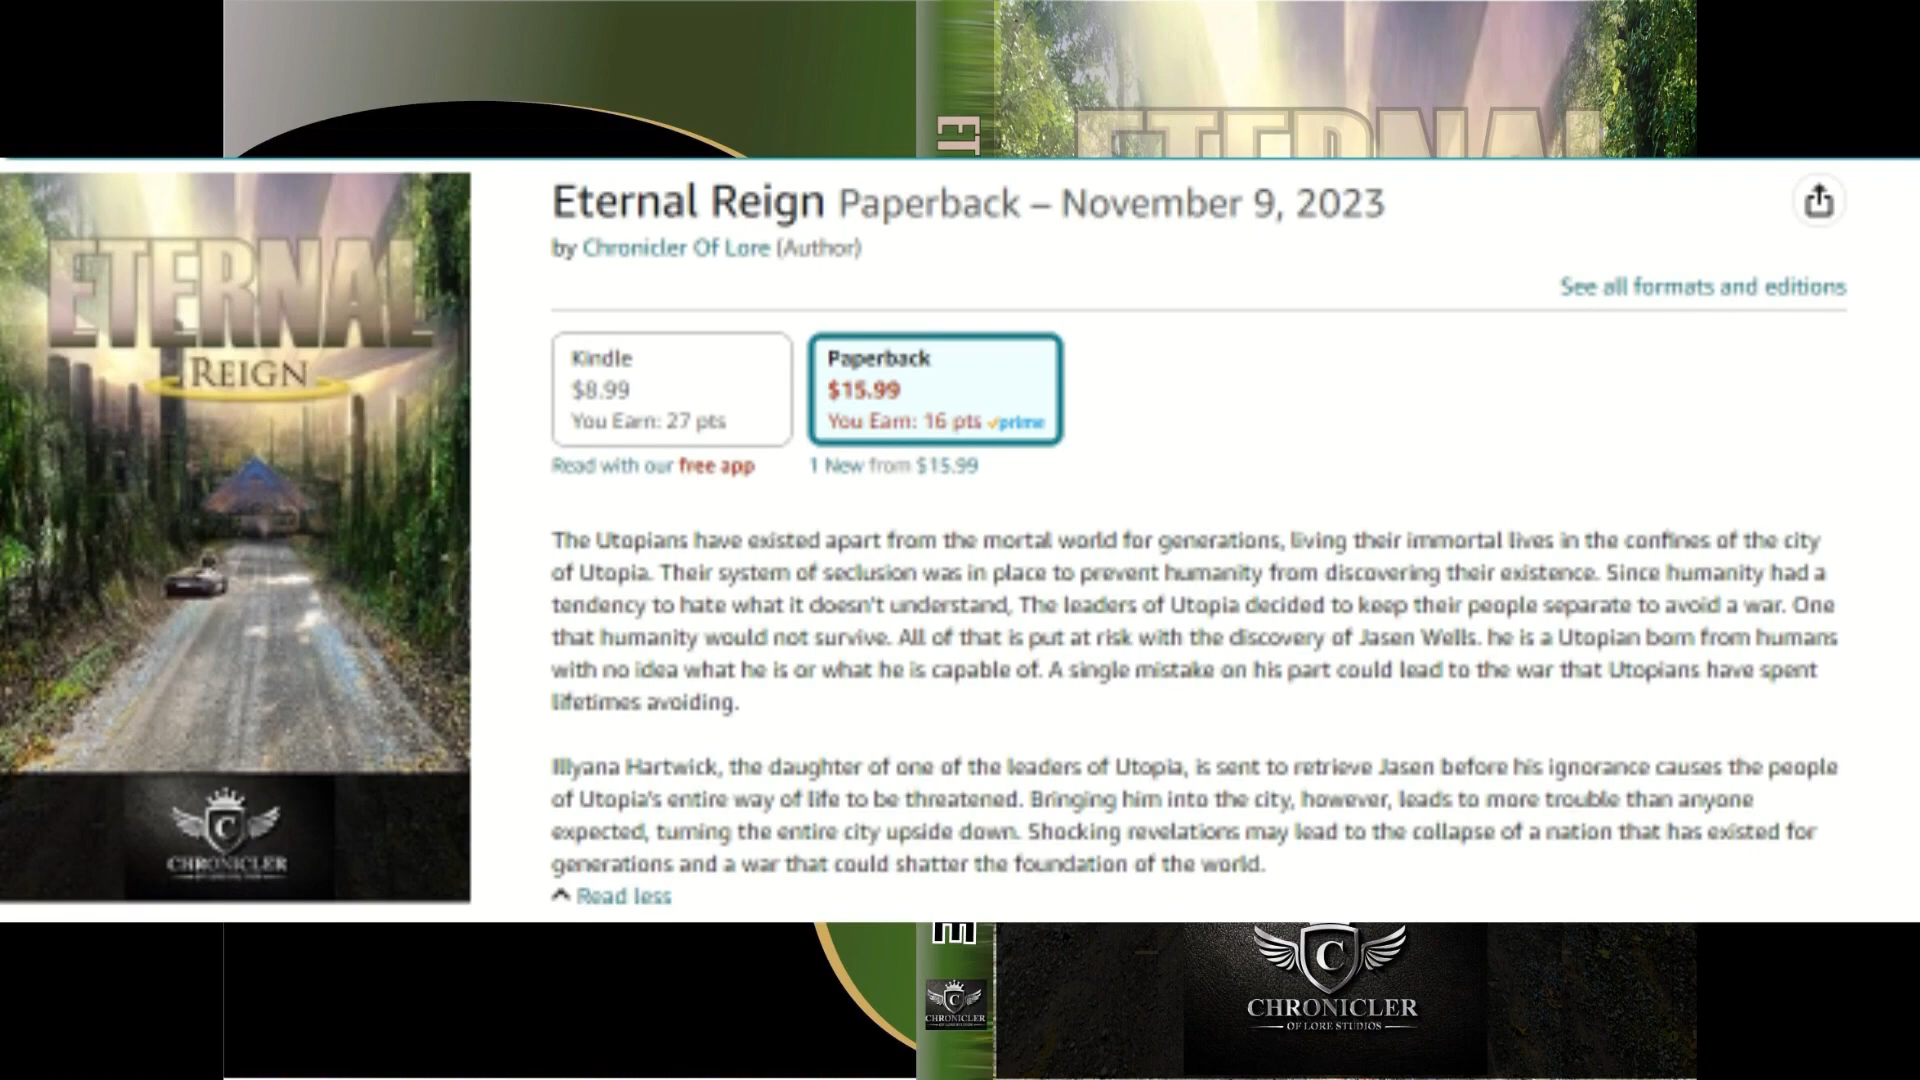 ET
ETERNAL
ETERNAL
REIGN
CHRONICLER
Eternal Reign Paperback – November 9, 2023
by Chronicler Of Lore (Author)
See all formats and editions
Kindle
$8.99
You Earn: 27 pts
Read with our free app
Paperback
$15.99
You Earn: 16 pts prime
1 New from $15.99
The Utopians have existed apart from the mortal world for generations, living their immortal lives in the confines of the city
of Utopia. Their system of seclusion was in place to prevent humanity from discovering their existence. Since humanity had a
tendency to hate what it doesn't understand, The leaders of Utopia decided to keep their people separate to avoid a war. One
that humanity would not survive. All of that is put at risk with the discovery of Jasen Wells. he is a Utopian born from humans
with no idea what he is or what he is capable of. A single mistake on his part could lead to the war that Utopians have spent
lifetimes avoiding.
Illyana Hartwick, the daughter of one of the leaders of Utopia, is sent to retrieve Jasen before his ignorance causes the people
of Utopia's entire way of life to be threatened. Bringing him into the city, however, leads to more trouble than anyone
expected, turning the entire city upside down. Shocking revelations may lead to the collapse of a nation that has existed for
generations and a war that could shatter the foundation of the world.
Read less
E
C
CHRONICLER
C
CHRONICLER
OF LORE STUDIOS